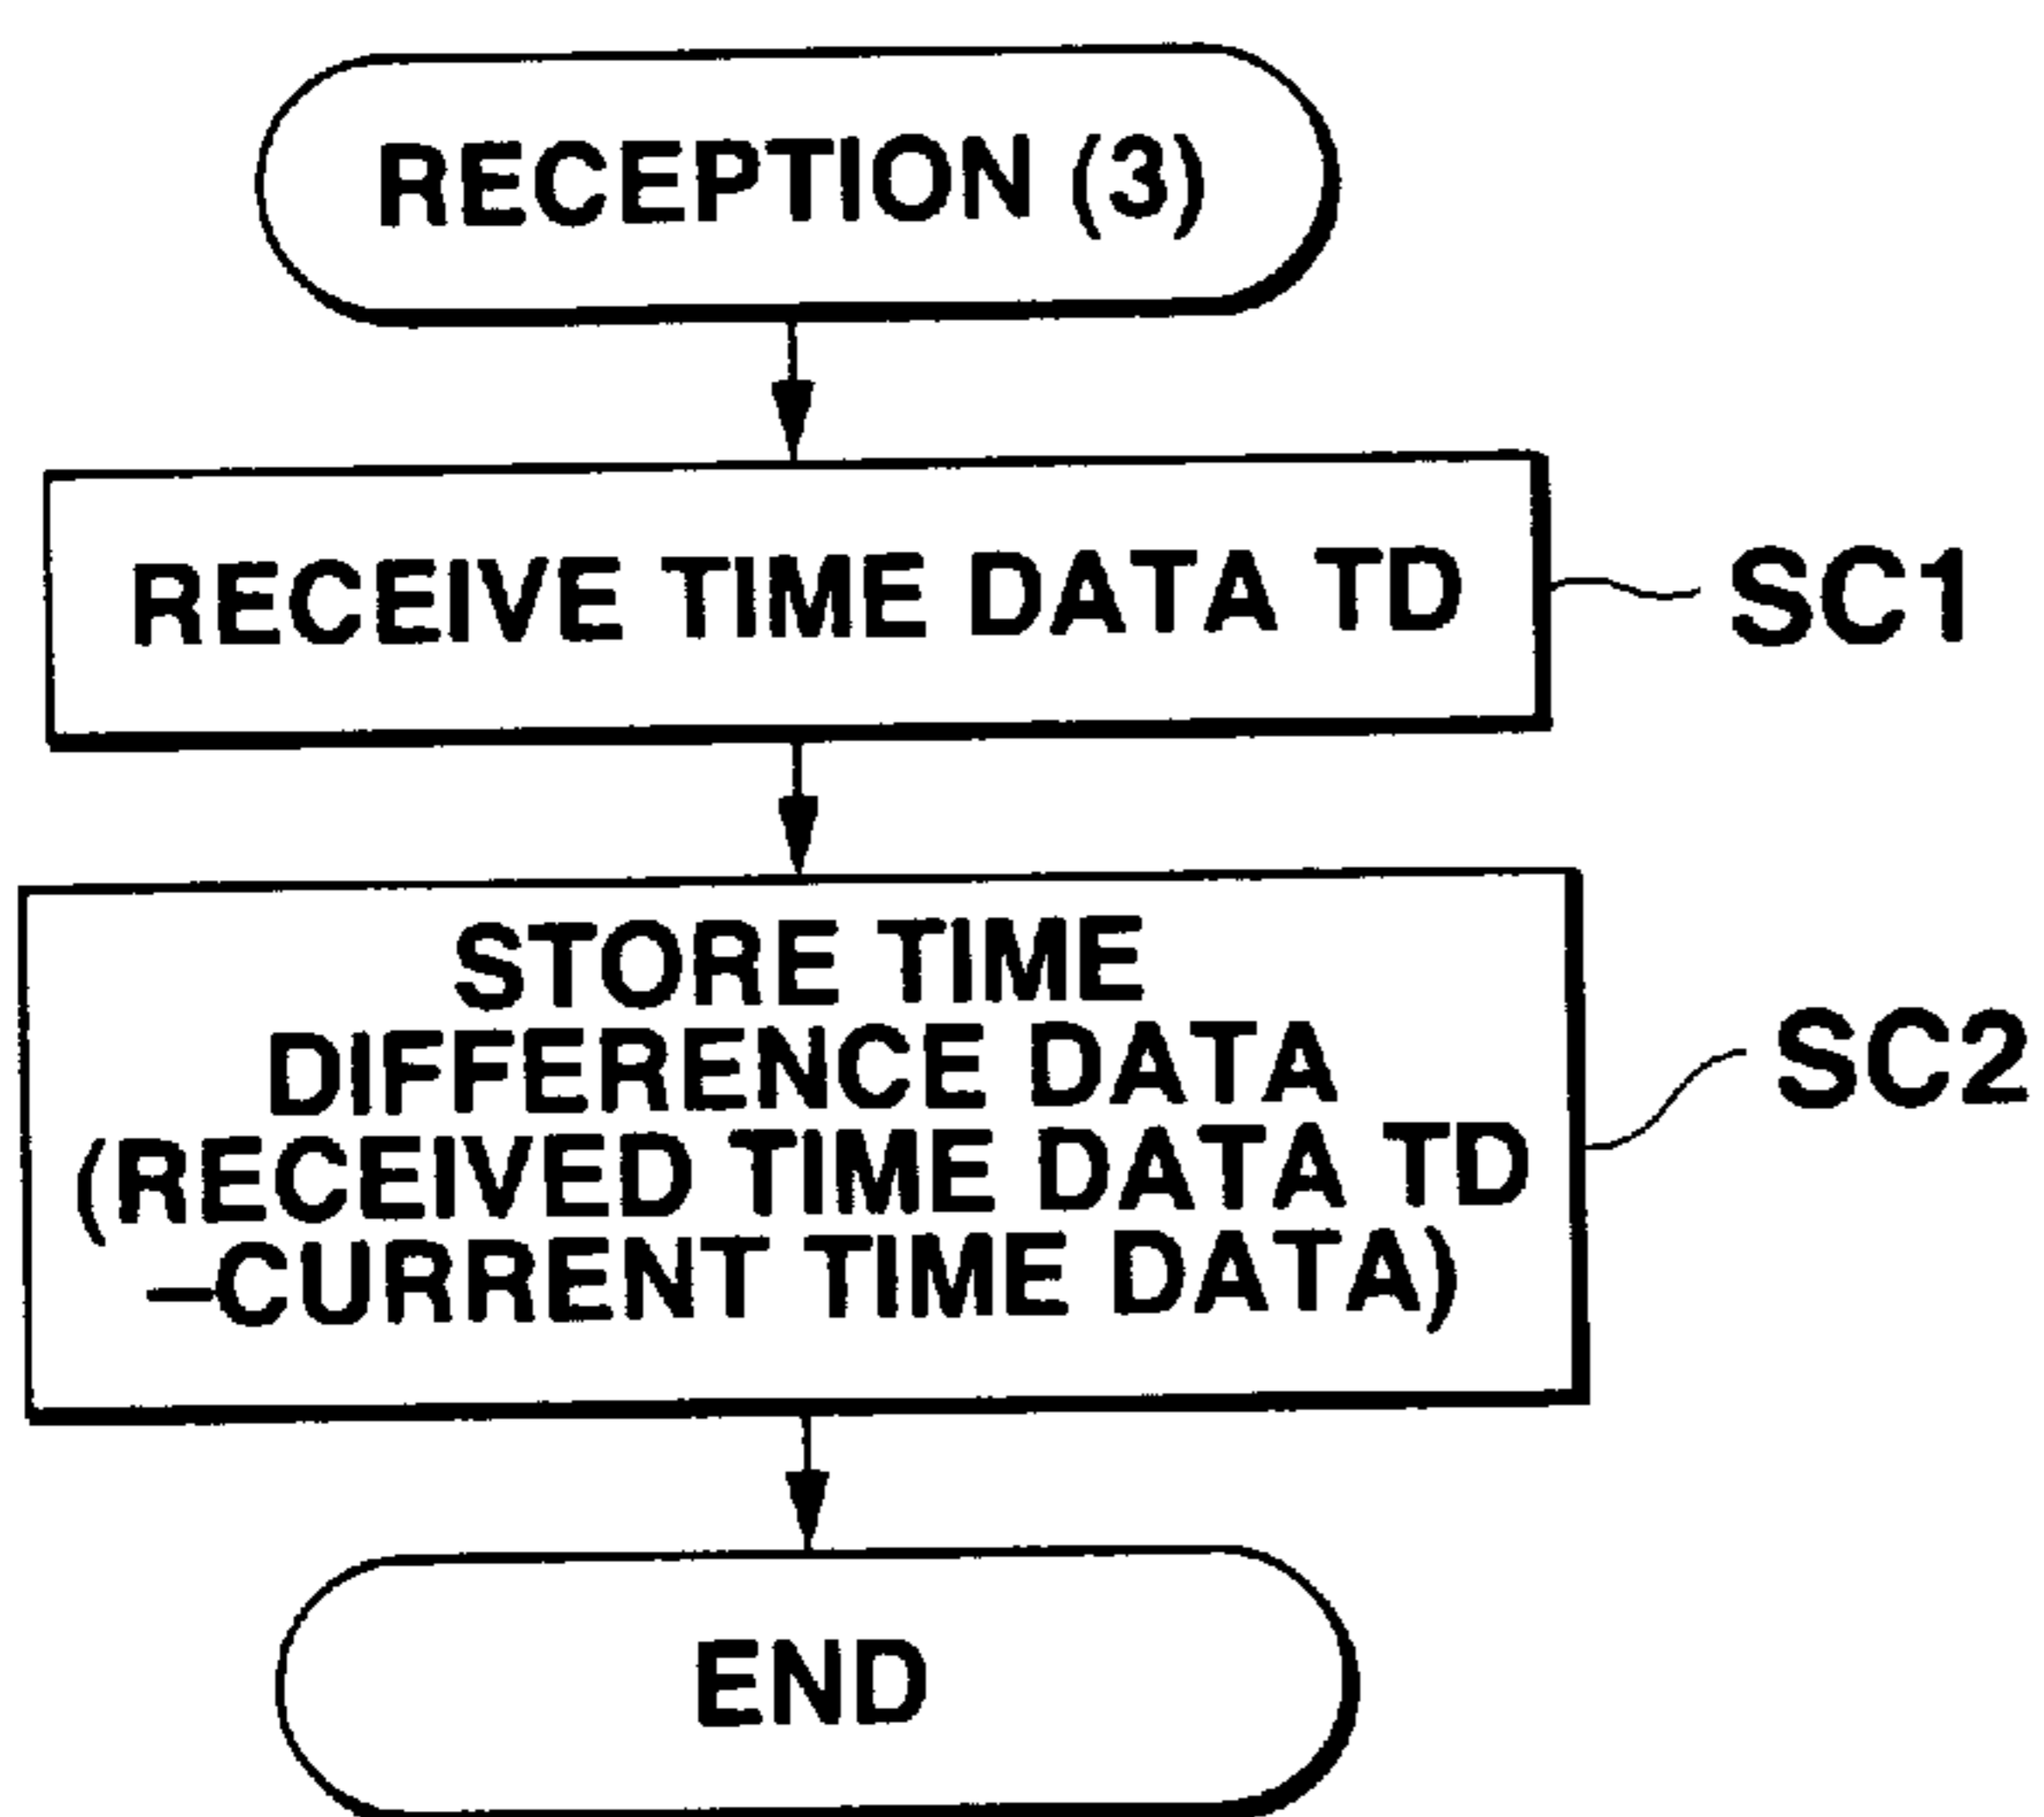 RECEPTION (3)
RECEIVE TIME DATA TD
SC1
STORE TIME
DIFFERENCE DATA
(RECEIVED TIME DATA TD
—CURRENT TIME DATA)
SC2
END